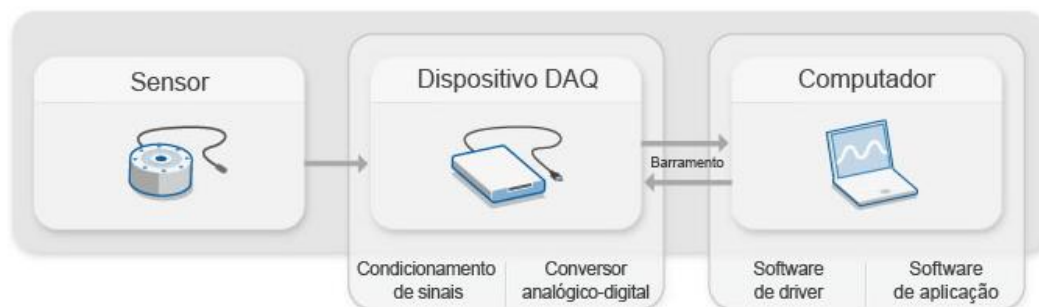 Sensor
Dispositivo DAQ
Computador
Barramento
Condicionamento
de sinais
Conversor
analógico-digital
Software
de driver
Software
de aplicação